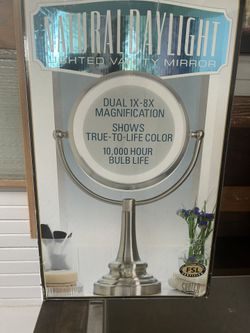 NATURAL DAYLIGHT
LIGHTED VANITY MIRROR
DUAL 1X-8X
MAGNIFICATION
SHOWS
TRUE-TO-LIFE COLOR
10,000 HOUR
BULB LIFE
FSL